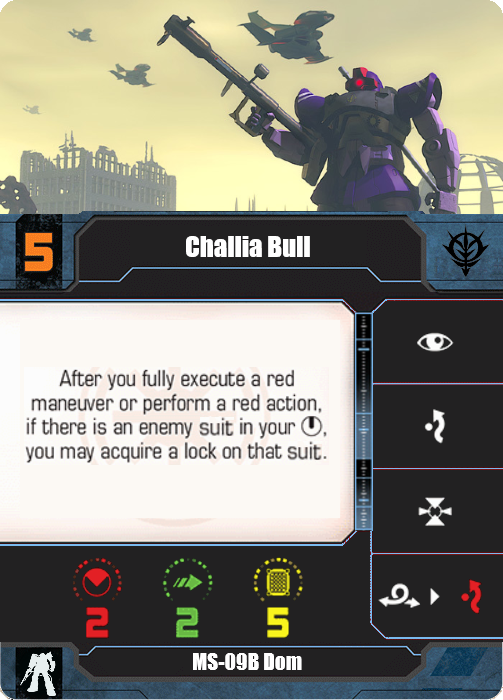 5
Challia Bull
After you fully execute a red
maneuver or perform a red action,
if there is an enemy suit in your ,
you may acquire a lock on that suit.
2 2 5
MS-09B Dom